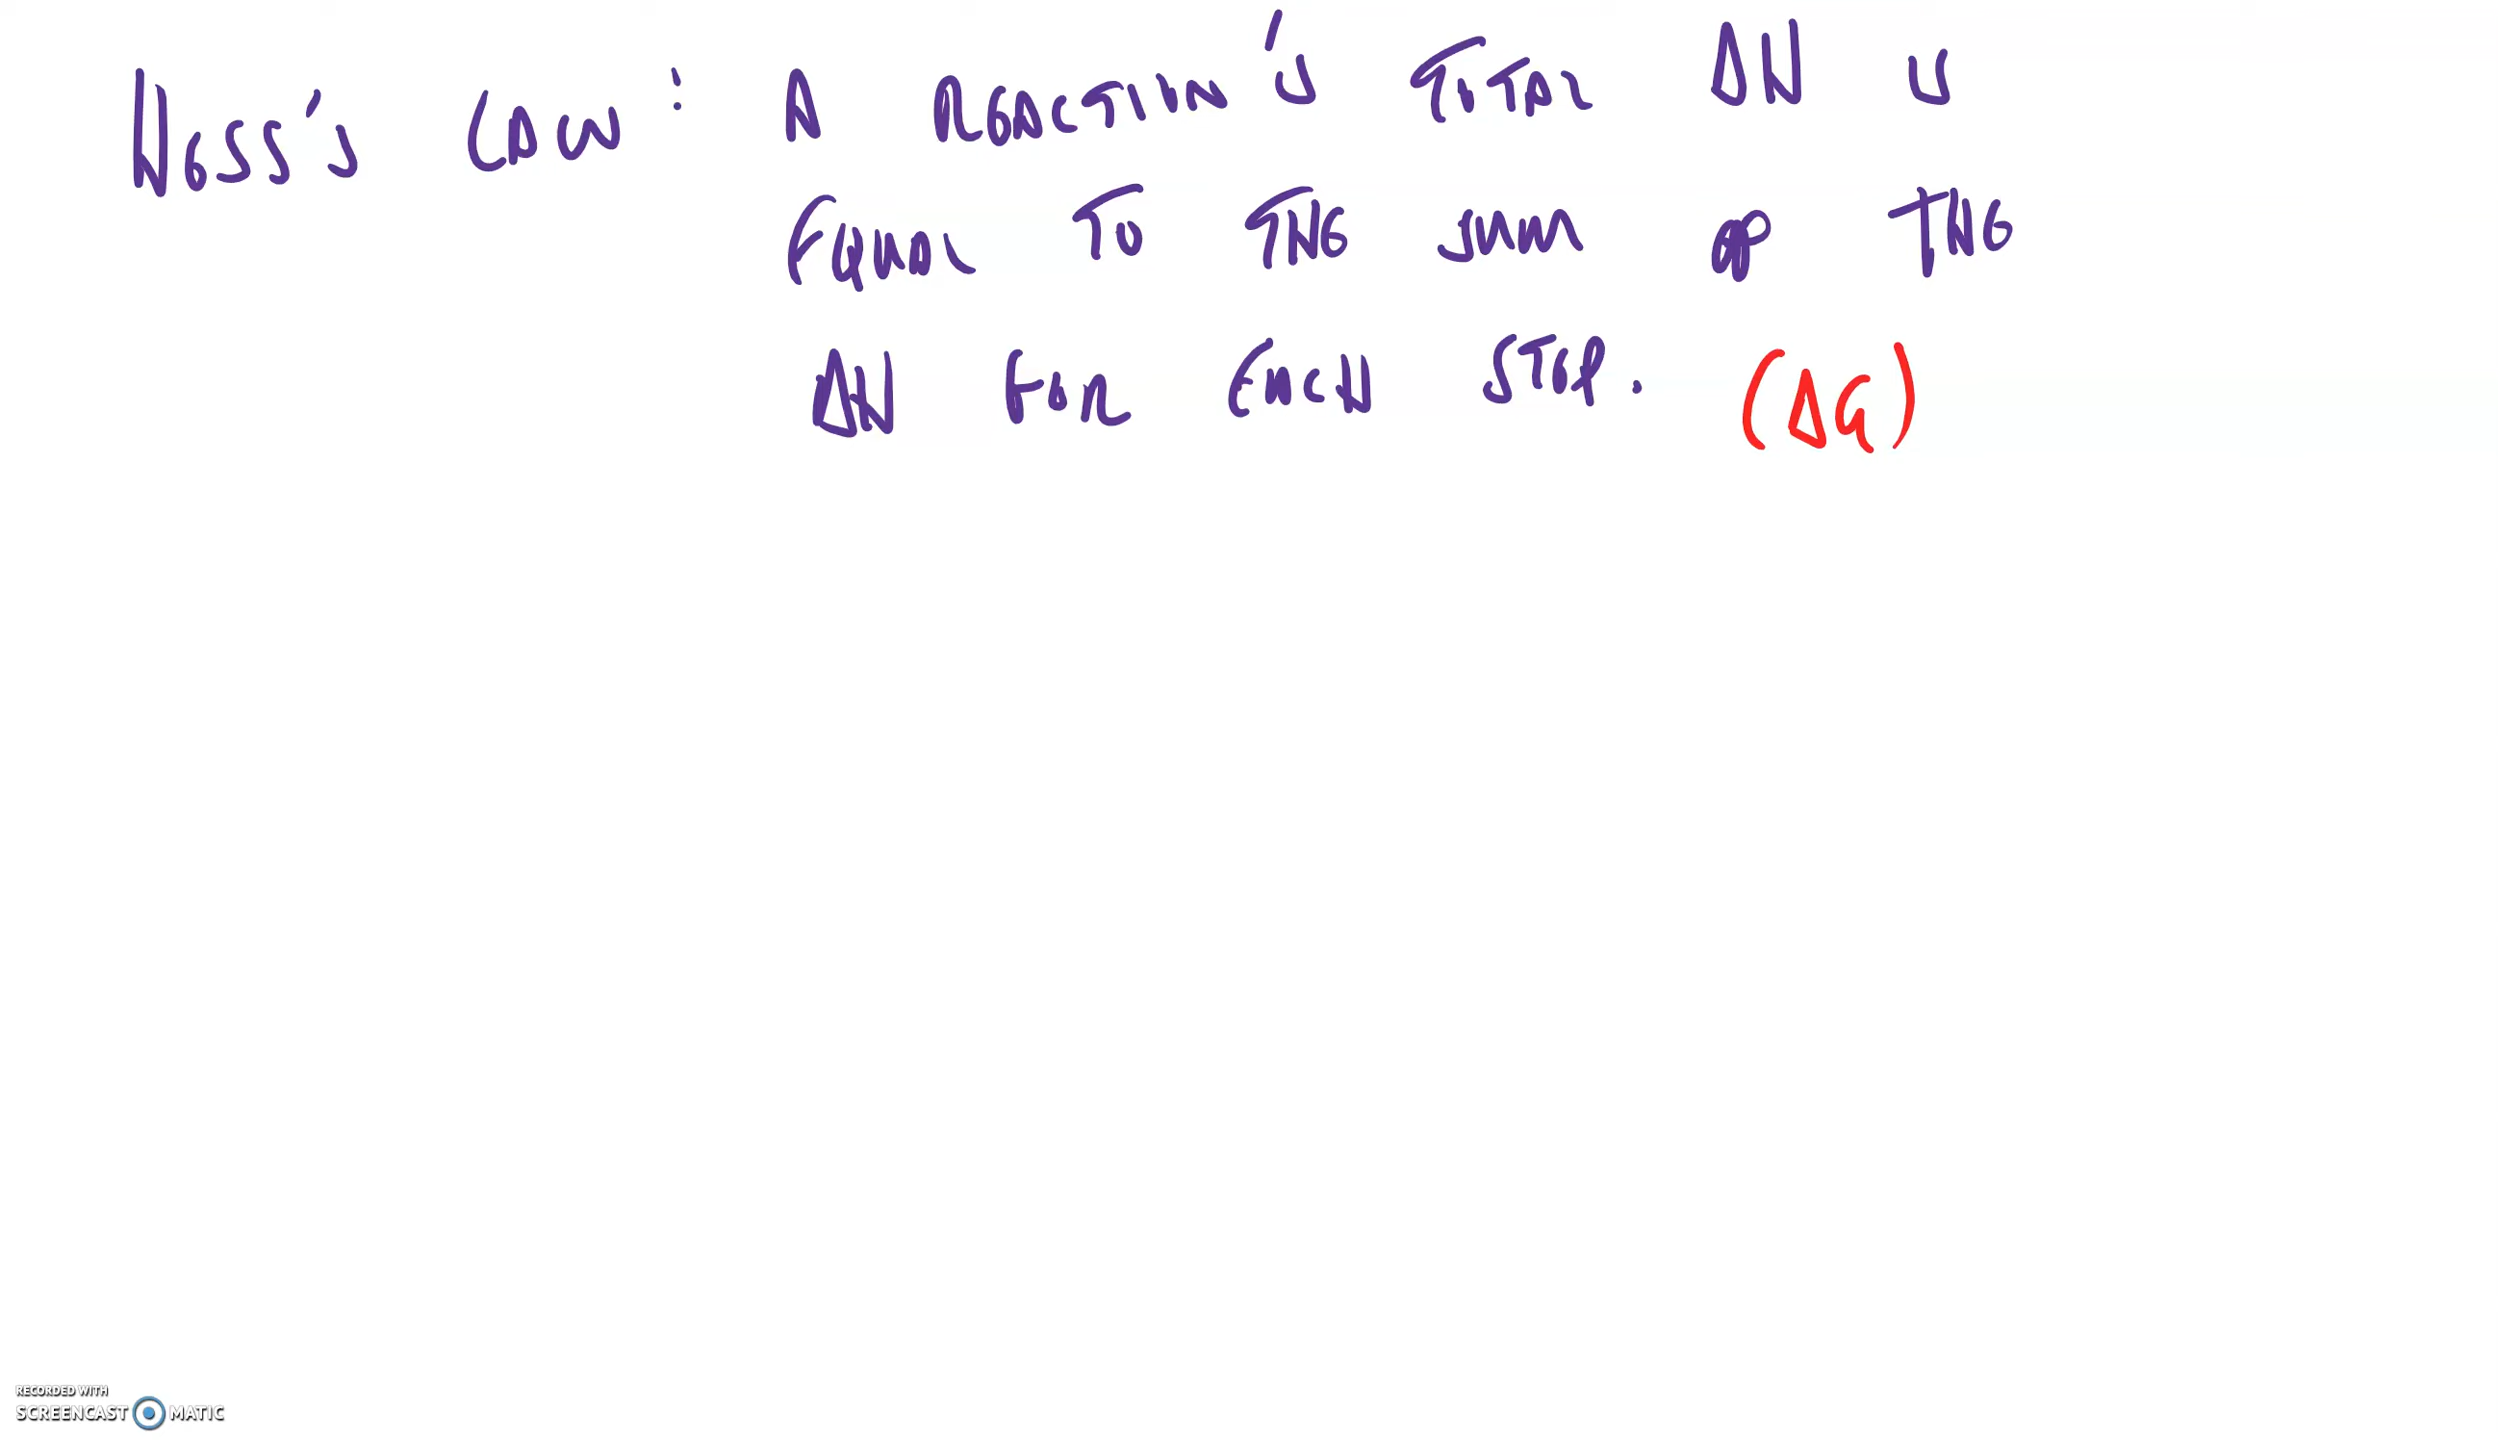 Hess's Law: A Reaction's Total ΔH is
Equal To The sum of The
ΔH For Each Step. (ΔG)
RECORDED WITH
SCREENCAST MATIC